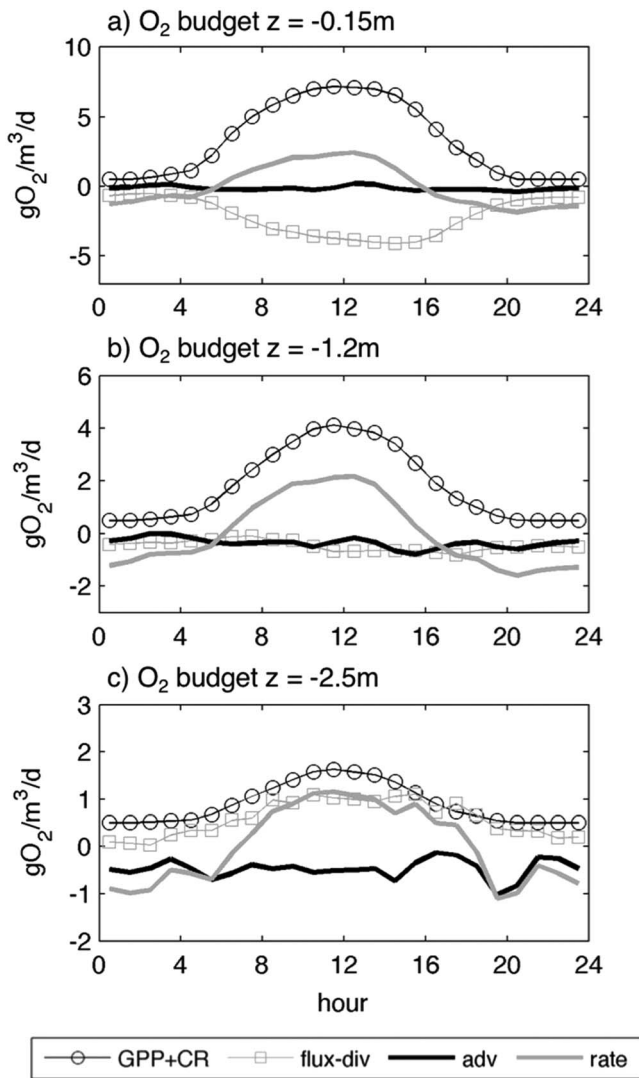 a) O₂ budget z = -0.15m
gO₂/m³/d
10
5
0
-5
0 4 8 12 16 20 24
b) O₂ budget z = -1.2m
gO₂/m³/d
6
4
2
0
-2
0 4 8 12 16 20 24
c) O₂ budget z = -2.5m
gO₂/m³/d
3
2
1
0
-1
-2
0 4 8 12 16 20 24
hour
GPP+CR flux-div adv rate